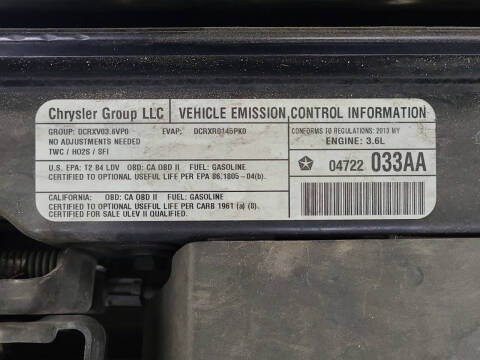 Chrysler Group LLC VEHICLE EMISSION CONTROL INFORMATION
GROUP: DCRXV03.6VP0 EVAP: DCRXR0145PK0 CONFORMS TO REGULATIONS: 2013 MY
NO ADJUSTMENTS NEEDED ENGINE: 3.6L
TWC / HO2S / SFI
04722 033AA
U.S. EPA: T2 B4 LDV OBD: CA OBD II FUEL: GASOLINE
CERTIFIED TO OPTIONAL USEFUL LIFE PER EPA 86.1805-04(b).
CALIFORNIA: OBD: CA OBD II FUEL: GASOLINE
CERTIFIED TO OPTIONAL USEFUL LIFE PER CARB 1961 (a) (8).
CERTIFIED FOR SALE ULEV II QUALIFIED.